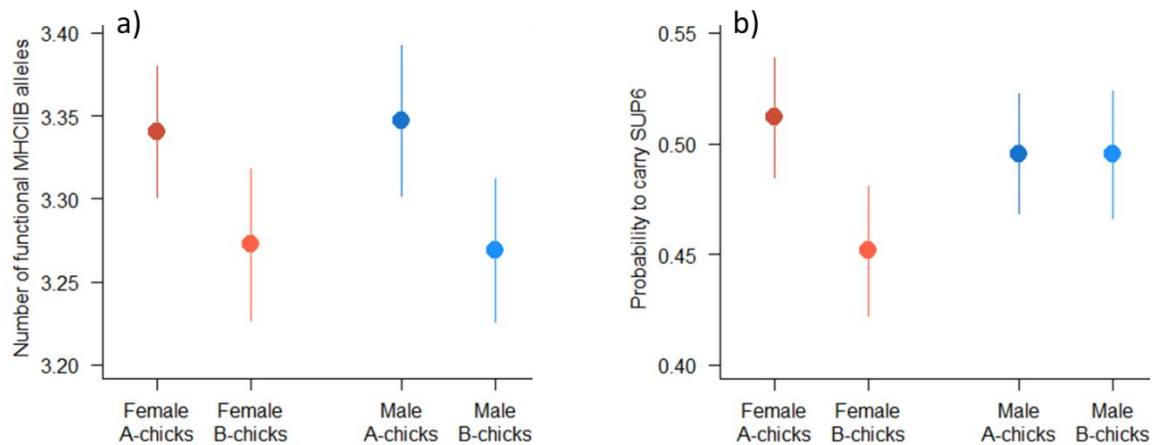 a)
Number of functional MHCIIB alleles
3.40
3.35
3.30
3.25
3.20
Female
A-chicks
Female
B-chicks
Male
A-chicks
Male
B-chicks
b)
Probability to carry SUP6
0.55
0.50
0.45
0.40
Female
A-chicks
Female
B-chicks
Male
A-chicks
Male
B-chicks